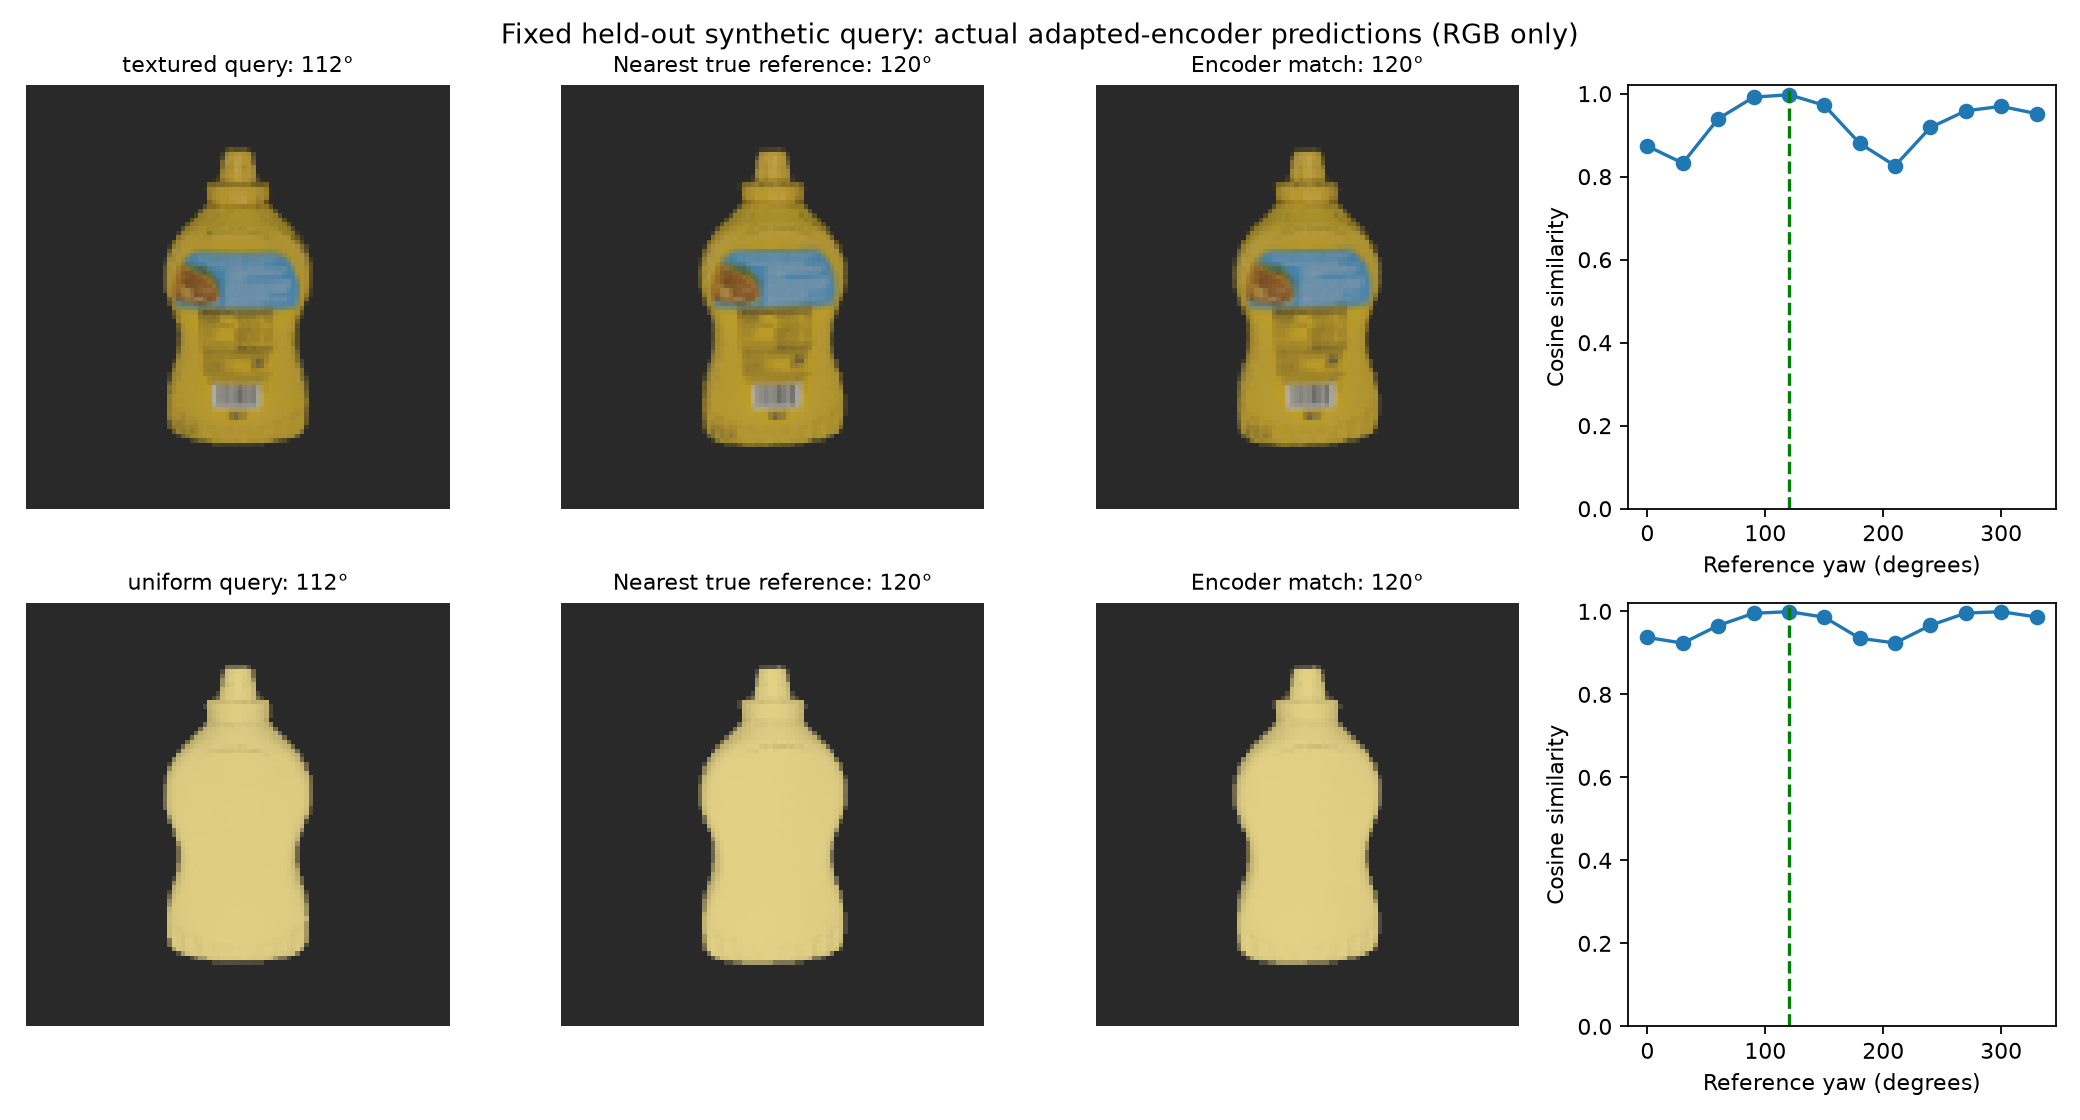 Fixed held-out synthetic query: actual adapted-encoder predictions (RGB only)
textured query: 112°
Nearest true reference: 120°
Encoder match: 120°
1.0
0.8
0.6
0.4
0.2
0.0
Cosine similarity
0 100 200 300
Reference yaw (degrees)
uniform query: 112°
Nearest true reference: 120°
Encoder match: 120°
1.0
0.8
0.6
0.4
0.2
0.0
Cosine similarity
0 100 200 300
Reference yaw (degrees)